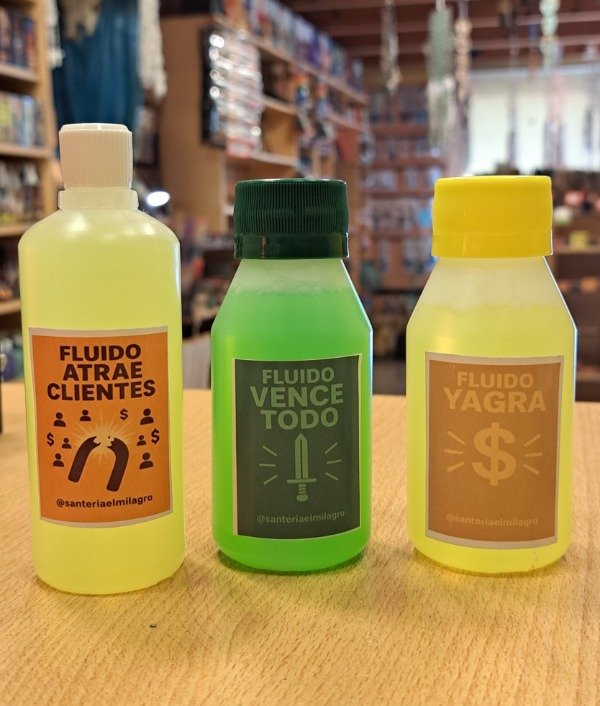 FLUIDO
ATRAE
CLIENTES
$
$
$
@santeriaelmilagro
FLUIDO
VENCE
TODO
@santeriaelmilagro
FLUIDO
YAGRA
$
@santeriaelmilagro